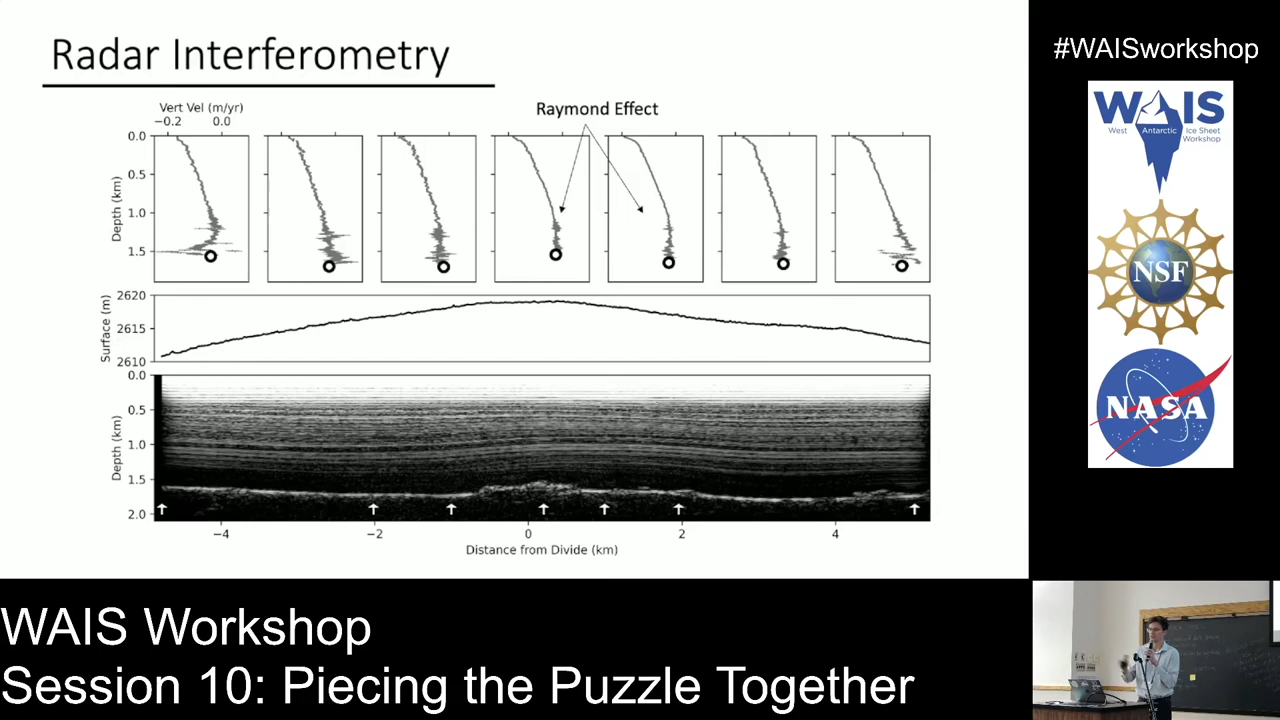 Radar Interferometry
#WAISworkshop
Vert Vel (m/yr)
−0.2 0.0
Raymond Effect
0.0
0.5
1.0
1.5
Depth (km)
2620
2615
2610
Surface (m)
0.0
0.5
1.0
1.5
2.0
Depth (km)
−4 −2 0 2 4
Distance from Divide (km)
WAIS
West Antarctic Ice Sheet
Workshop
NSF
NASA
WAIS Workshop
Session 10: Piecing the Puzzle Together